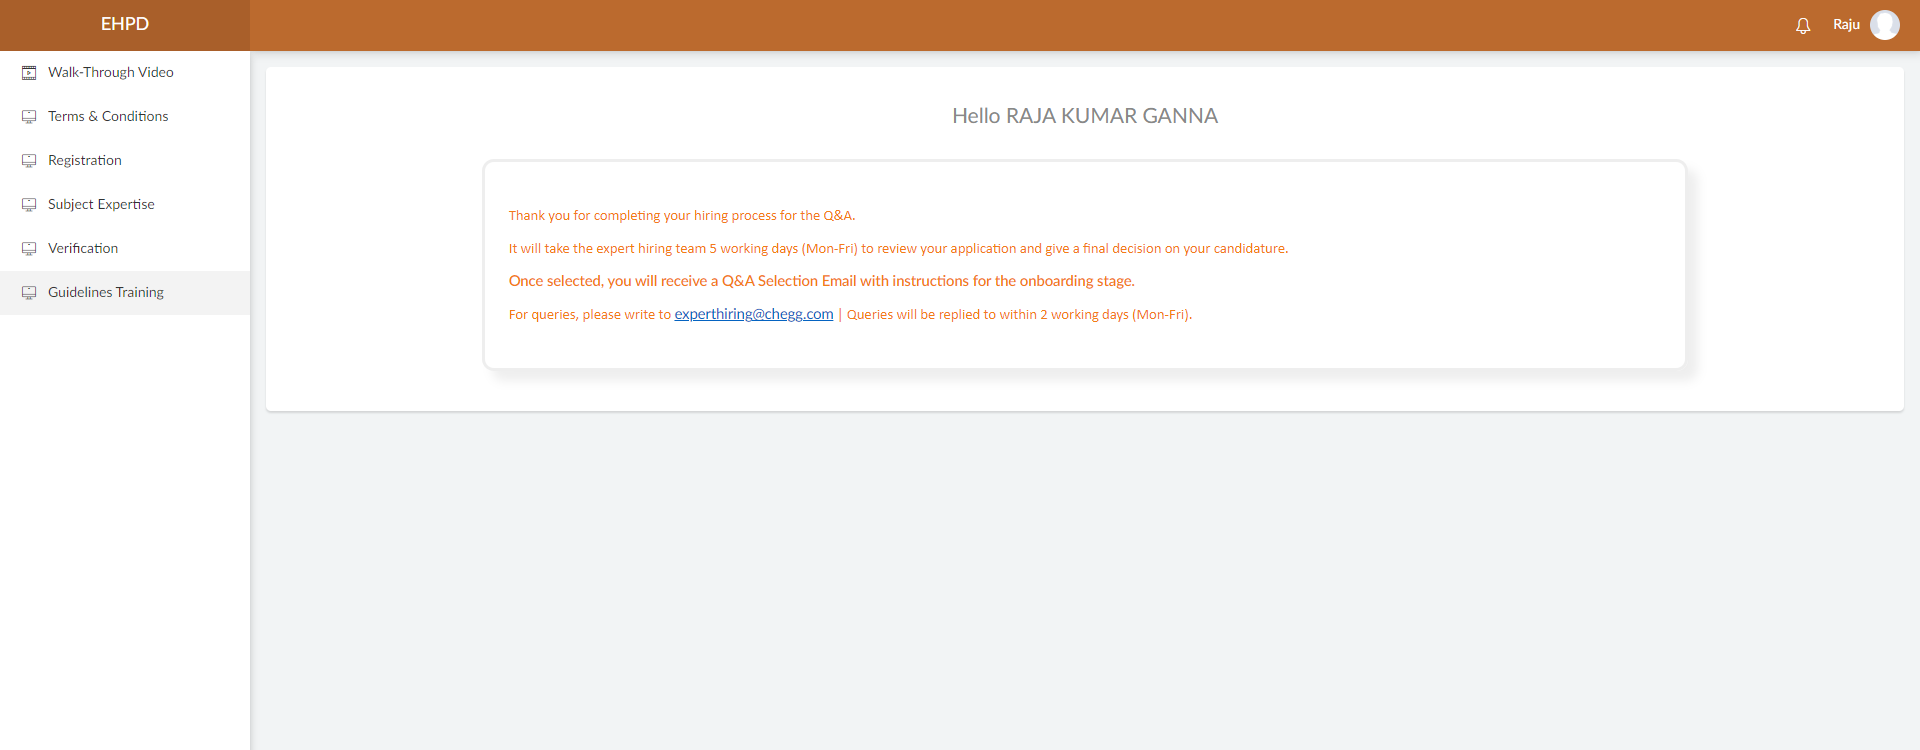 EHPD
Raju
Walk-Through Video
Terms & Conditions
Registration
Subject Expertise
Verification
Guidelines Training
Hello RAJA KUMAR GANNA
Thank you for completing your hiring process for the Q&A.
It will take the expert hiring team 5 working days (Mon-Fri) to review your application and give a final decision on your candidature.
Once selected, you will receive a Q&A Selection Email with instructions for the onboarding stage.
For queries, please write to experthiring@chegg.com | Queries will be replied to within 2 working days (Mon-Fri).